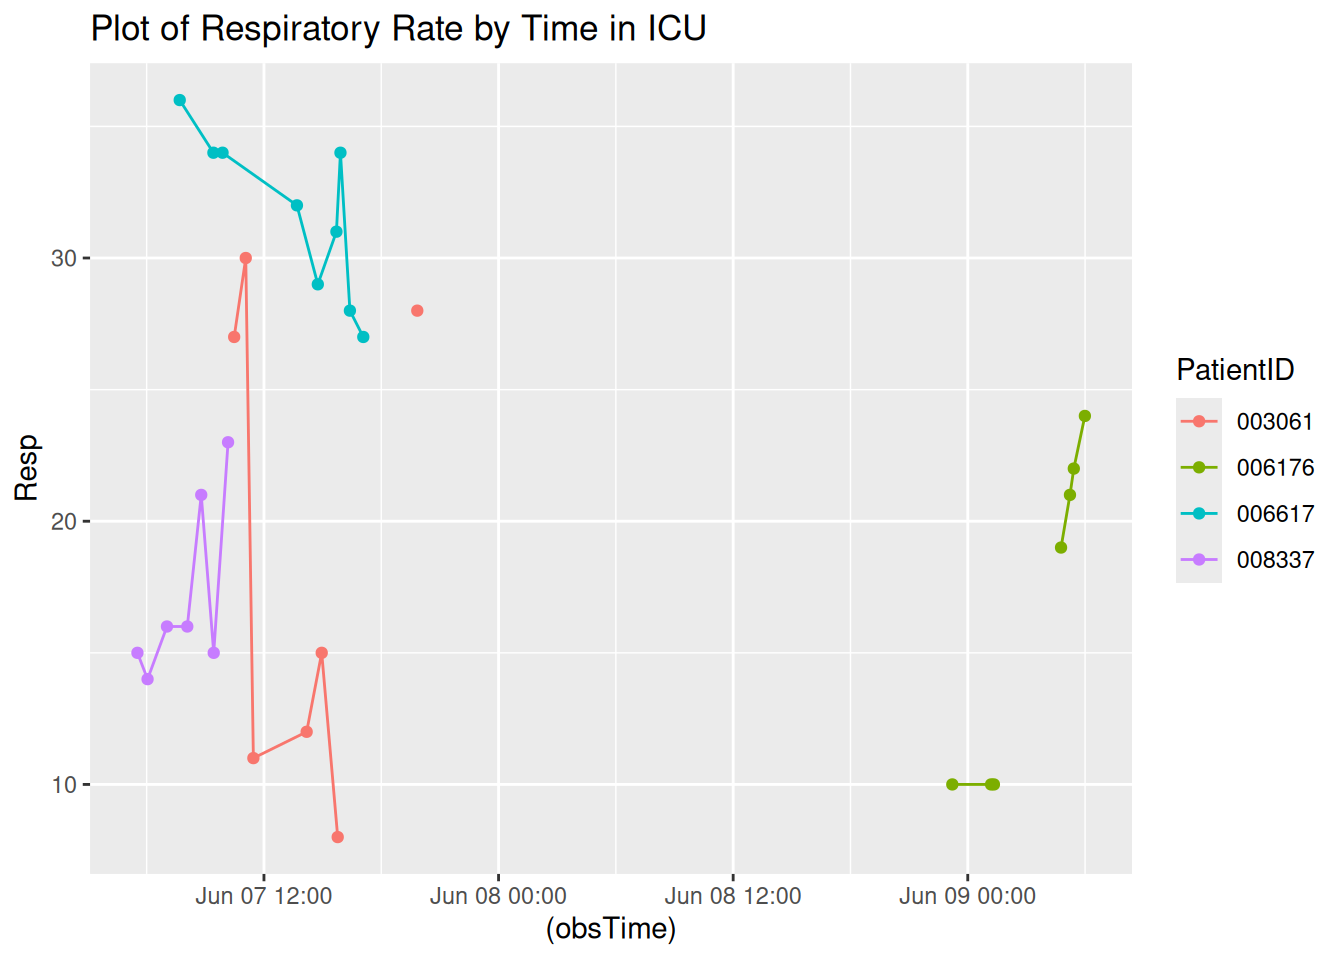 Plot of Respiratory Rate by Time in ICU
Resp
30
20
10
Jun 07 12:00
Jun 08 00:00
Jun 08 12:00
Jun 09 00:00
(obsTime)
PatientID
003061
006176
006617
008337